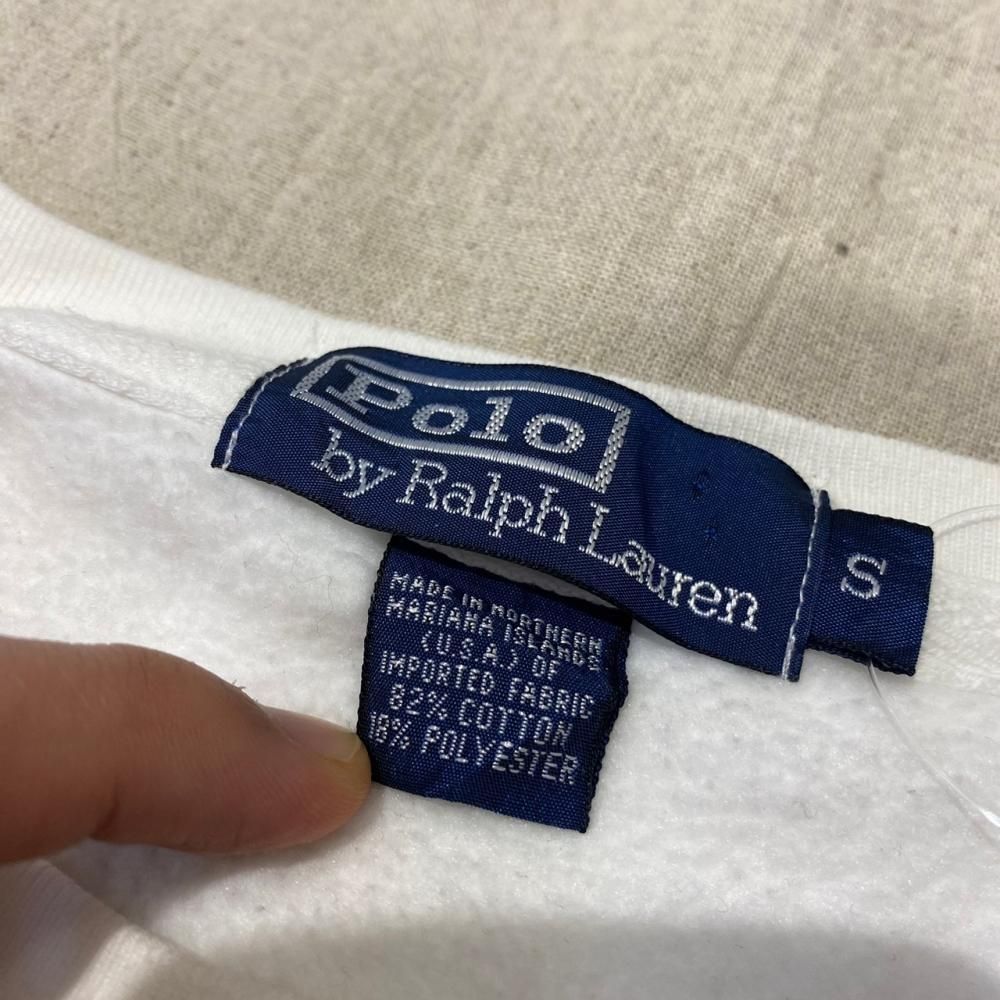 Polo
by Ralph Lauren
S
MADE IN NORTHERN
MARIANA ISLANDS
(U.S.A.) OF
IMPORTED FABRIC
82% COTTON
18% POLYESTER